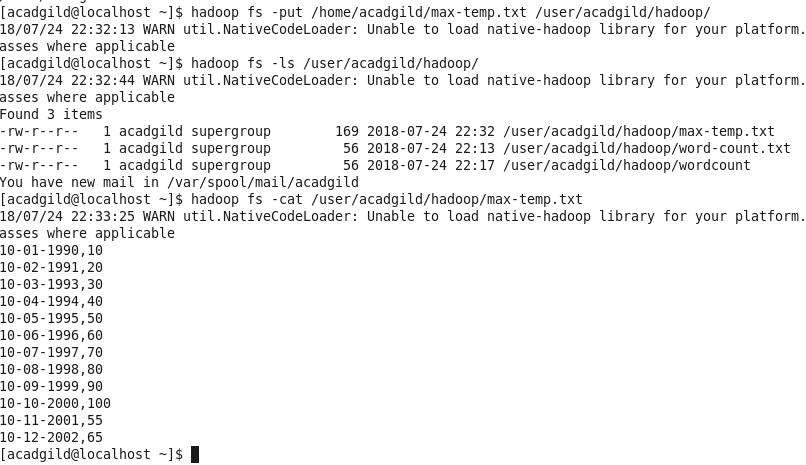 [acadgild@localhost ~]$ hadoop fs -put /home/acadgild/max-temp.txt /user/acadgild/hadoop/
18/07/24 22:32:13 WARN util.NativeCodeLoader: Unable to load native-hadoop library for your platform.
asses where applicable
[acadgild@localhost ~]$ hadoop fs -ls /user/acadgild/hadoop/
18/07/24 22:32:44 WARN util.NativeCodeLoader: Unable to load native-hadoop library for your platform.
asses where applicable
Found 3 items
-rw-r--r--   1 acadgild supergroup        169 2018-07-24 22:32 /user/acadgild/hadoop/max-temp.txt
-rw-r--r--   1 acadgild supergroup         56 2018-07-24 22:13 /user/acadgild/hadoop/word-count.txt
-rw-r--r--   1 acadgild supergroup         56 2018-07-24 22:17 /user/acadgild/hadoop/wordcount
You have new mail in /var/spool/mail/acadgild
[acadgild@localhost ~]$ hadoop fs -cat /user/acadgild/hadoop/max-temp.txt
18/07/24 22:33:25 WARN util.NativeCodeLoader: Unable to load native-hadoop library for your platform.
asses where applicable
10-01-1990,10
10-02-1991,20
10-03-1993,30
10-04-1994,40
10-05-1995,50
10-06-1996,60
10-07-1997,70
10-08-1998,80
10-09-1999,90
10-10-2000,100
10-11-2001,55
10-12-2002,65
[acadgild@localhost ~]$